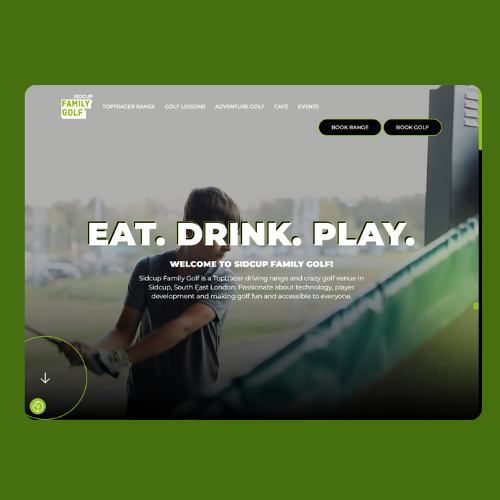 SIDCUP
FAMILY
GOLF
TOPTRACER RANGE GOLF LESSONS ADVENTURE GOLF CAFE EVENTS
BOOK RANGE BOOK GOLF
EAT. DRINK. PLAY.
WELCOME TO SIDCUP FAMILY GOLF!
Sidcup Family Golf is a Toptracer driving range and crazy golf venue in
Sidcup, South East London. Passionate about technology, player
development and making golf fun and accessible to everyone.